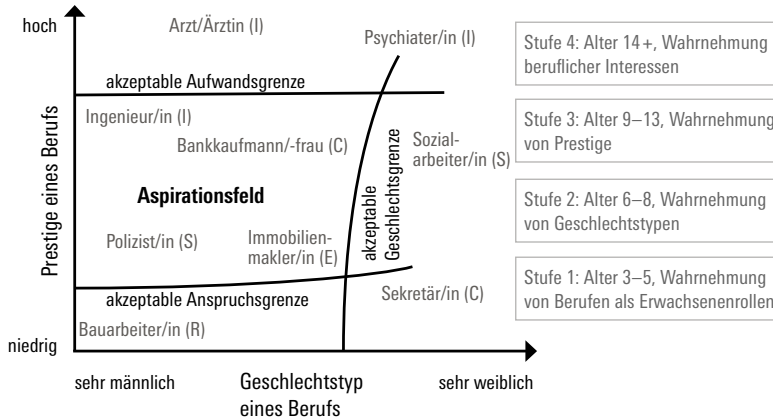 hoch
Arzt/Ärztin (I)
Psychiater/in (I)
akzeptable Aufwandsgrenze
Ingenieur/in (I)
Bankkaufmann/-frau (C)
Sozial-
arbeiter/in (S)
akzeptable
Geschlechtsgrenze
Prestige eines Berufs
Aspirationsfeld
Polizist/in (S)
Immobilien-
makler/in (E)
akzeptable Anspruchsgrenze
Sekretär/in (C)
Bauarbeiter/in (R)
niedrig
sehr männlich
Geschlechtstyp
eines Berufs
sehr weiblich
Stufe 4: Alter 14+, Wahrnehmung
beruflicher Interessen
Stufe 3: Alter 9–13, Wahrnehmung
von Prestige
Stufe 2: Alter 6–8, Wahrnehmung
von Geschlechtstypen
Stufe 1: Alter 3–5, Wahrnehmung
von Berufen als Erwachsenenrollen